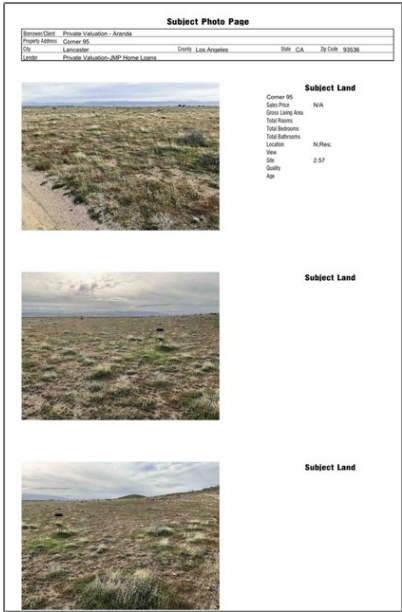 Subject Photo Page
Borrower/Client Private Valuation - Aranda
Property Address Corner 95
City Lancaster County Los Angeles State CA Zip Code 93536
Lender Private Valuation-JMP Home Loans
Subject Land
Corner 95
Sales Price N/A
Gross Living Area
Total Rooms
Total Bedrooms
Total Bathrooms
Location N;Res;
View
Site 2.57
Quality
Age
Subject Land
Subject Land